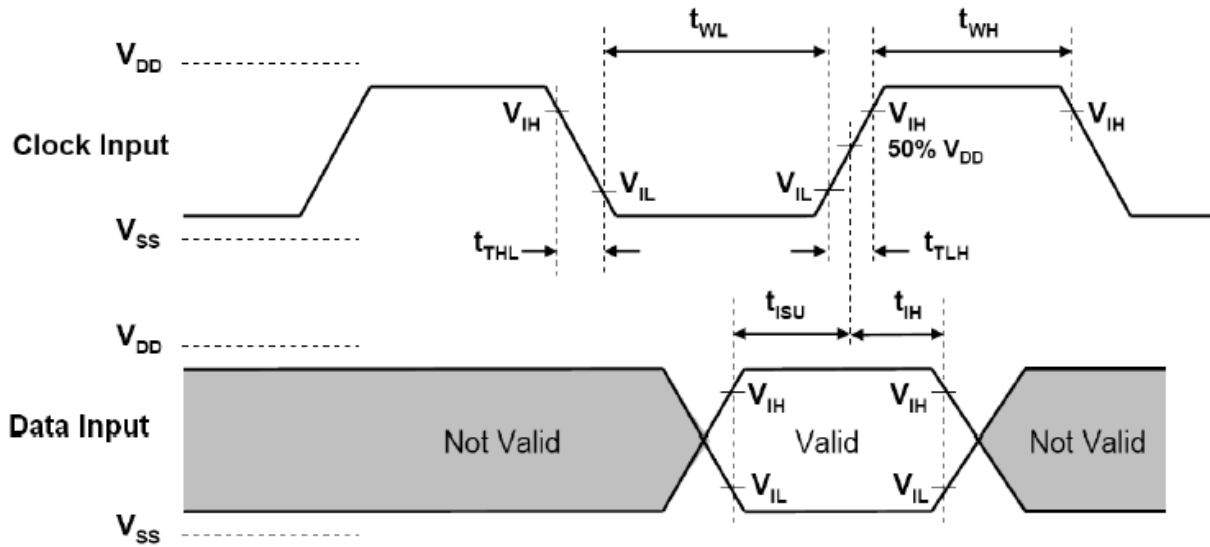 t_WL t_WH
V_DD
V_IH V_IH V_IH
Clock Input 50% V_DD
V_IL V_IL
V_SS
t_THL t_TLH
t_ISU t_IH
V_DD
V_IH V_IH
Data Input Not Valid Valid Not Valid
V_IL V_IL
V_SS